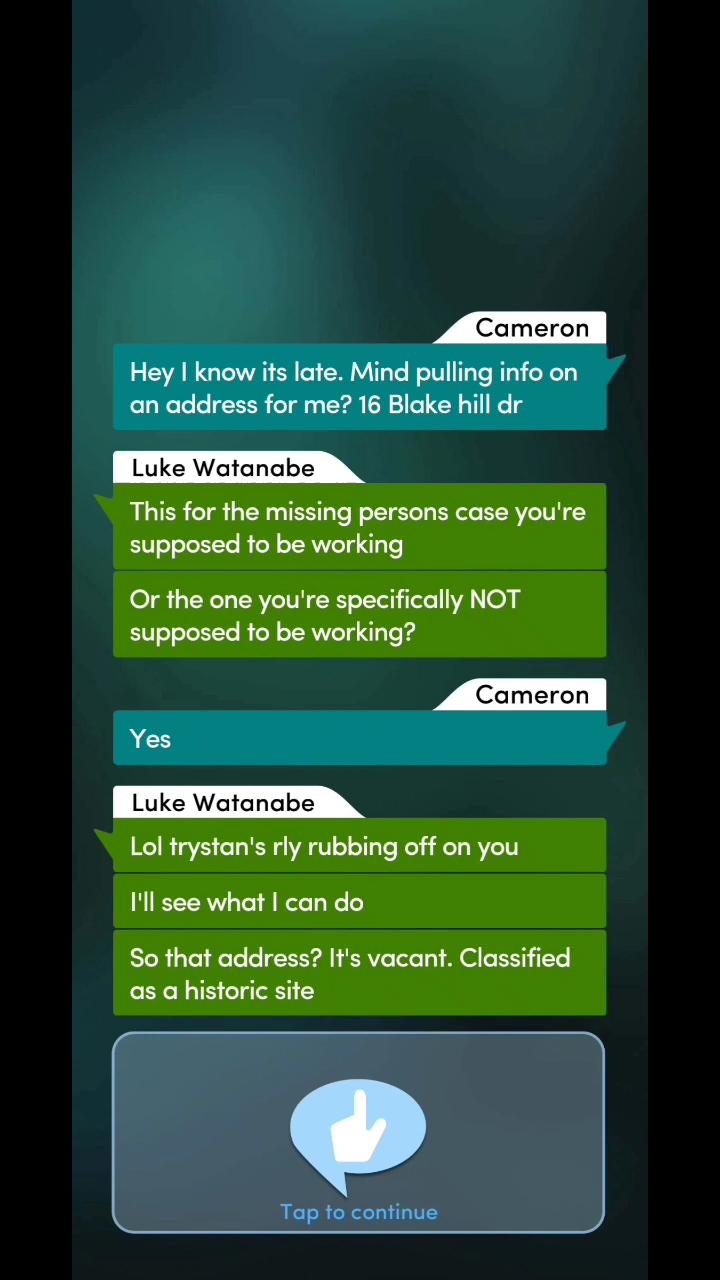 Cameron
Hey I know its late. Mind pulling info on
an address for me? 16 Blake hill dr
Luke Watanabe
This for the missing persons case you're
supposed to be working
Or the one you're specifically NOT
supposed to be working?
Cameron
Yes
Luke Watanabe
Lol trystan's rly rubbing off on you
I'll see what I can do
So that address? It's vacant. Classified
as a historic site
Tap to continue